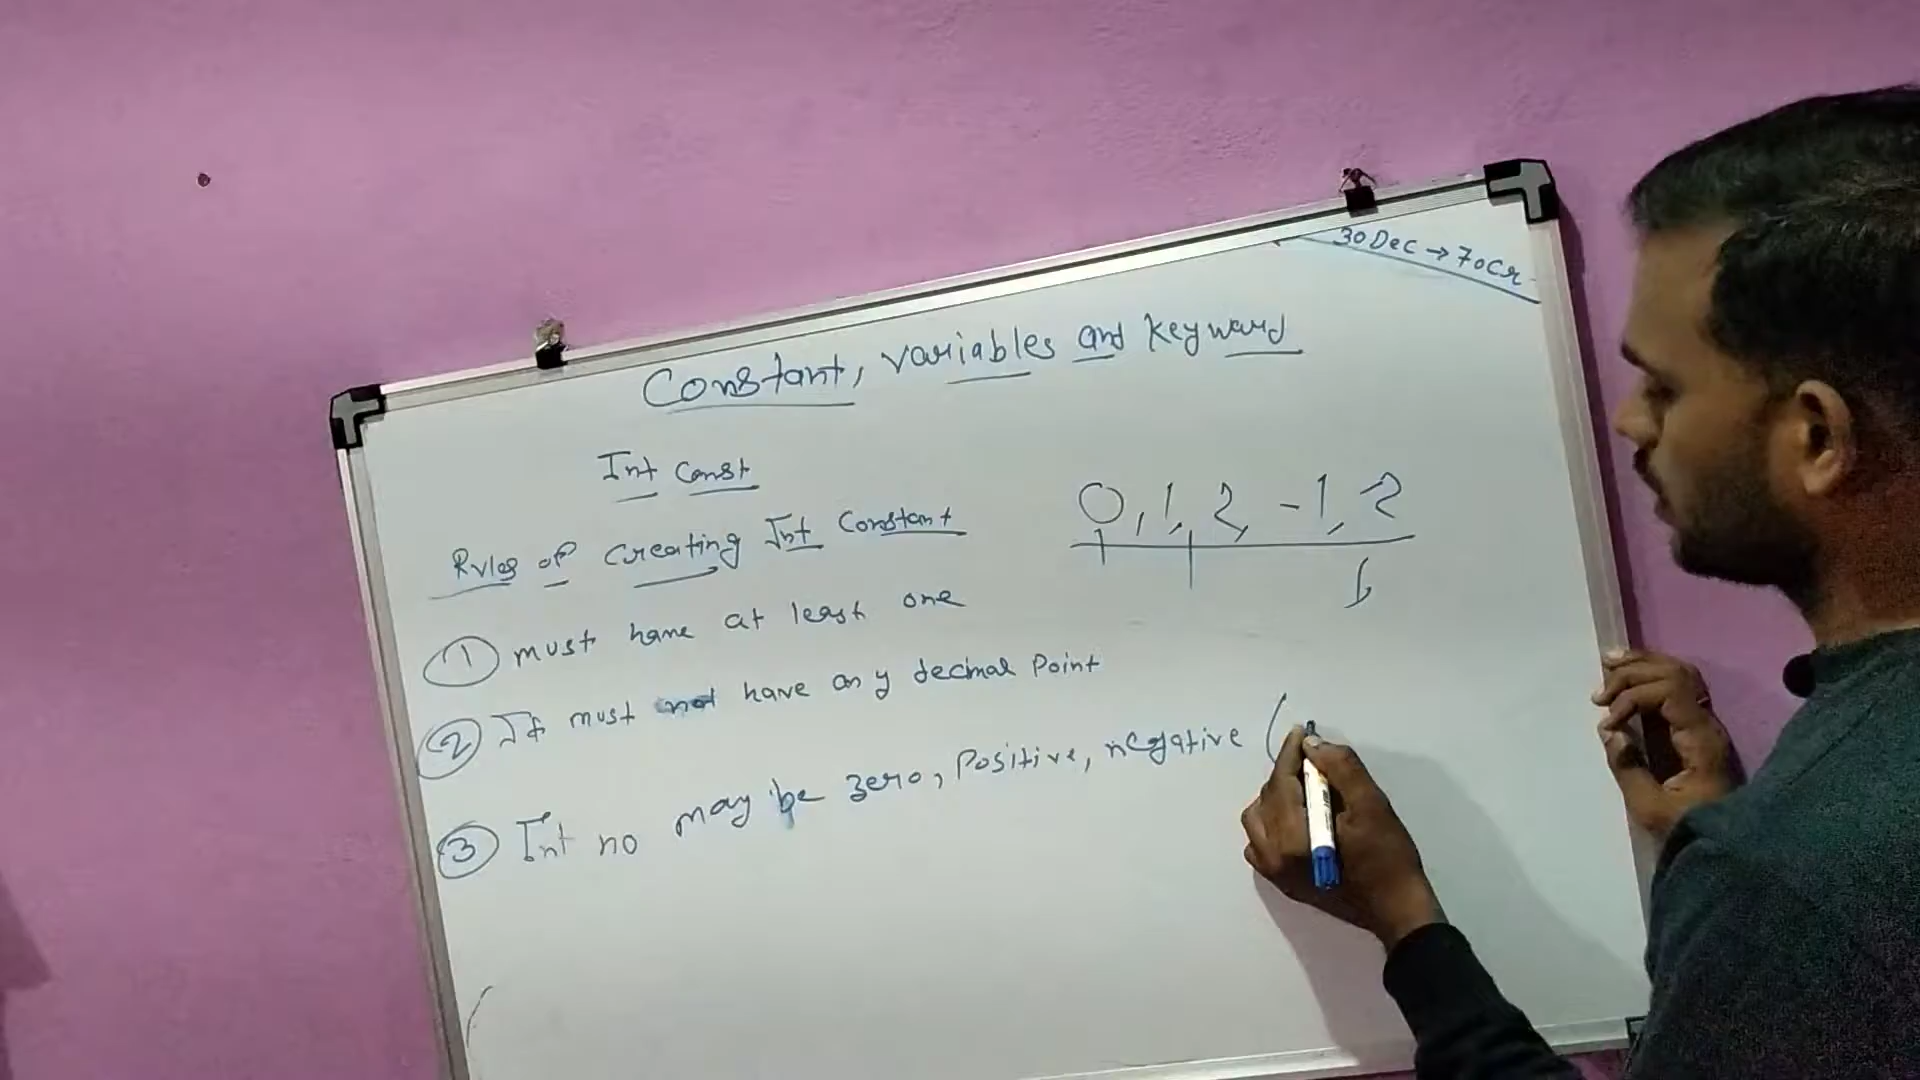 30 Dec → 70Cr
Constant, variables and keyward
Int Const
Rules of creating Int Constant
0, 1, 2, -1, 2
① must have at least one
② It must not have any decimal Point
③ Int no may be zero, Positive, negative (